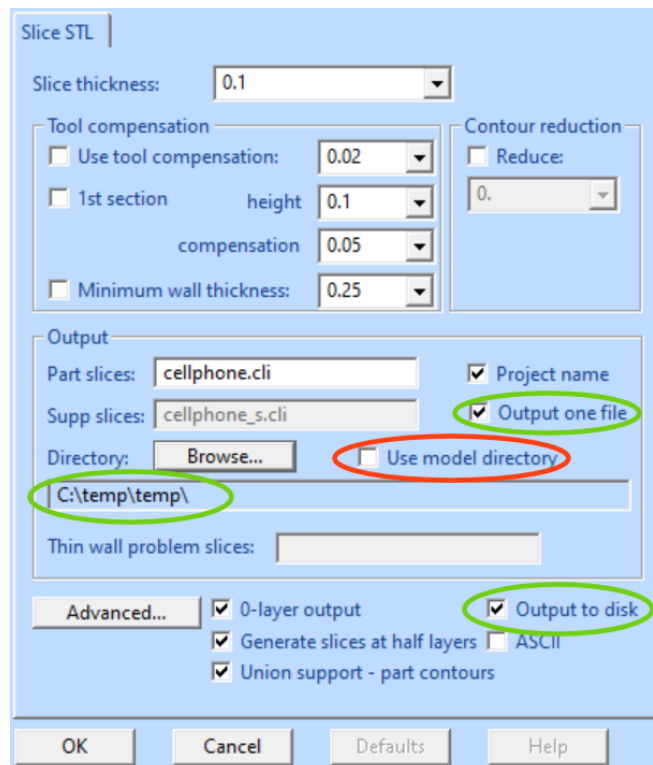 Slice STL
Slice thickness: 0.1
Tool compensation
Contour reduction
Use tool compensation: 0.02
Reduce:
1st section height 0.1
0.
compensation 0.05
Minimum wall thickness: 0.25
Output
Part slices: cellphone.cli
Project name
Supp slices: cellphone_s.cli
Output one file
Directory: Browse...
Use model directory
C:\temp\temp\
Thin wall problem slices:
Advanced...
0-layer output
Output to disk
Generate slices at half layers
ASCII
Union support - part contours
OK
Cancel
Defaults
Help